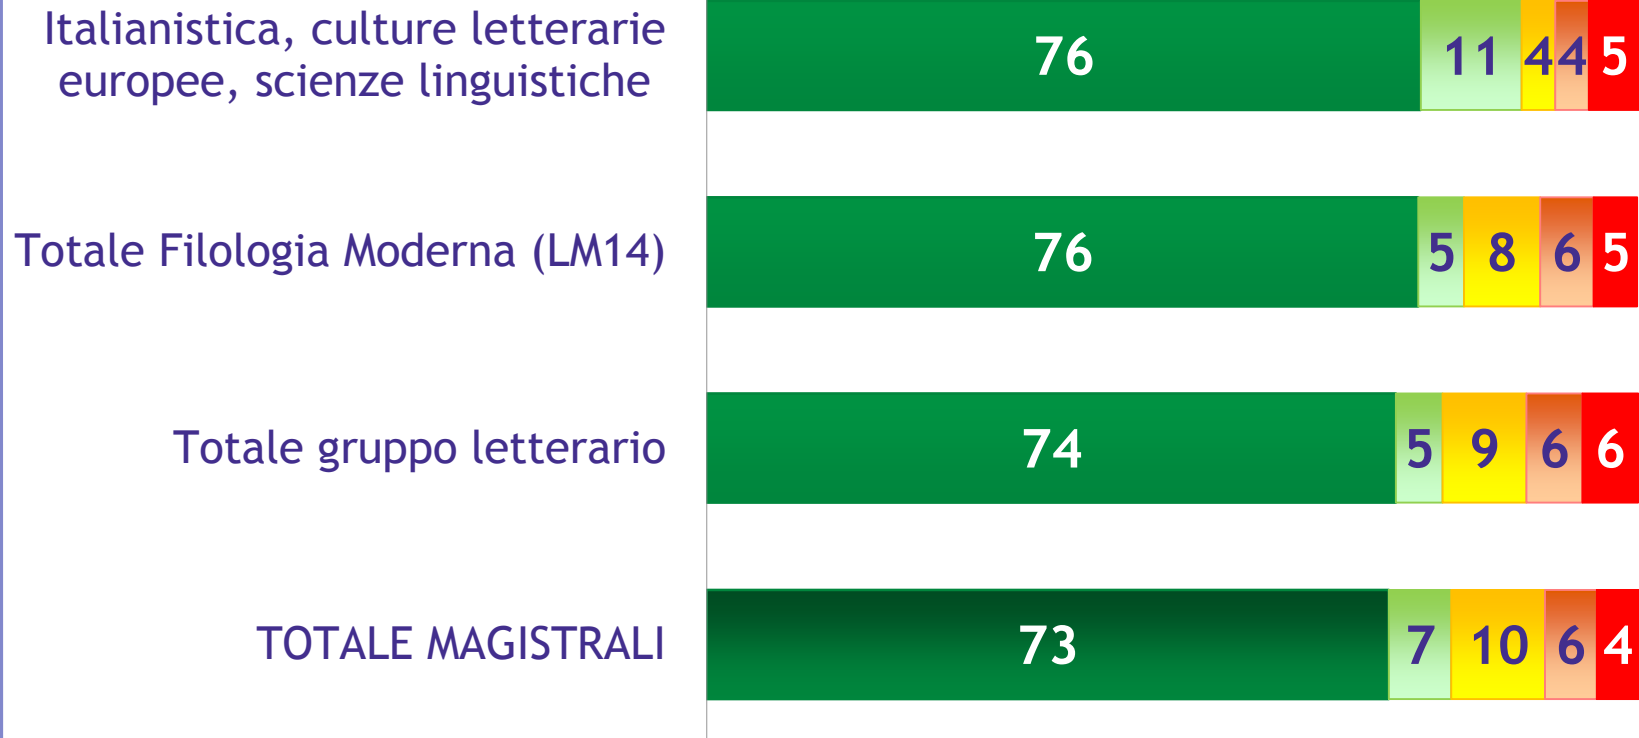 Italianistica, culture letterarie
europee, scienze linguistiche
76 11 4 4 5
Totale Filologia Moderna (LM14)
76 5 8 6 5
Totale gruppo letterario
74 5 9 6 6
TOTALE MAGISTRALI
73 7 10 6 4